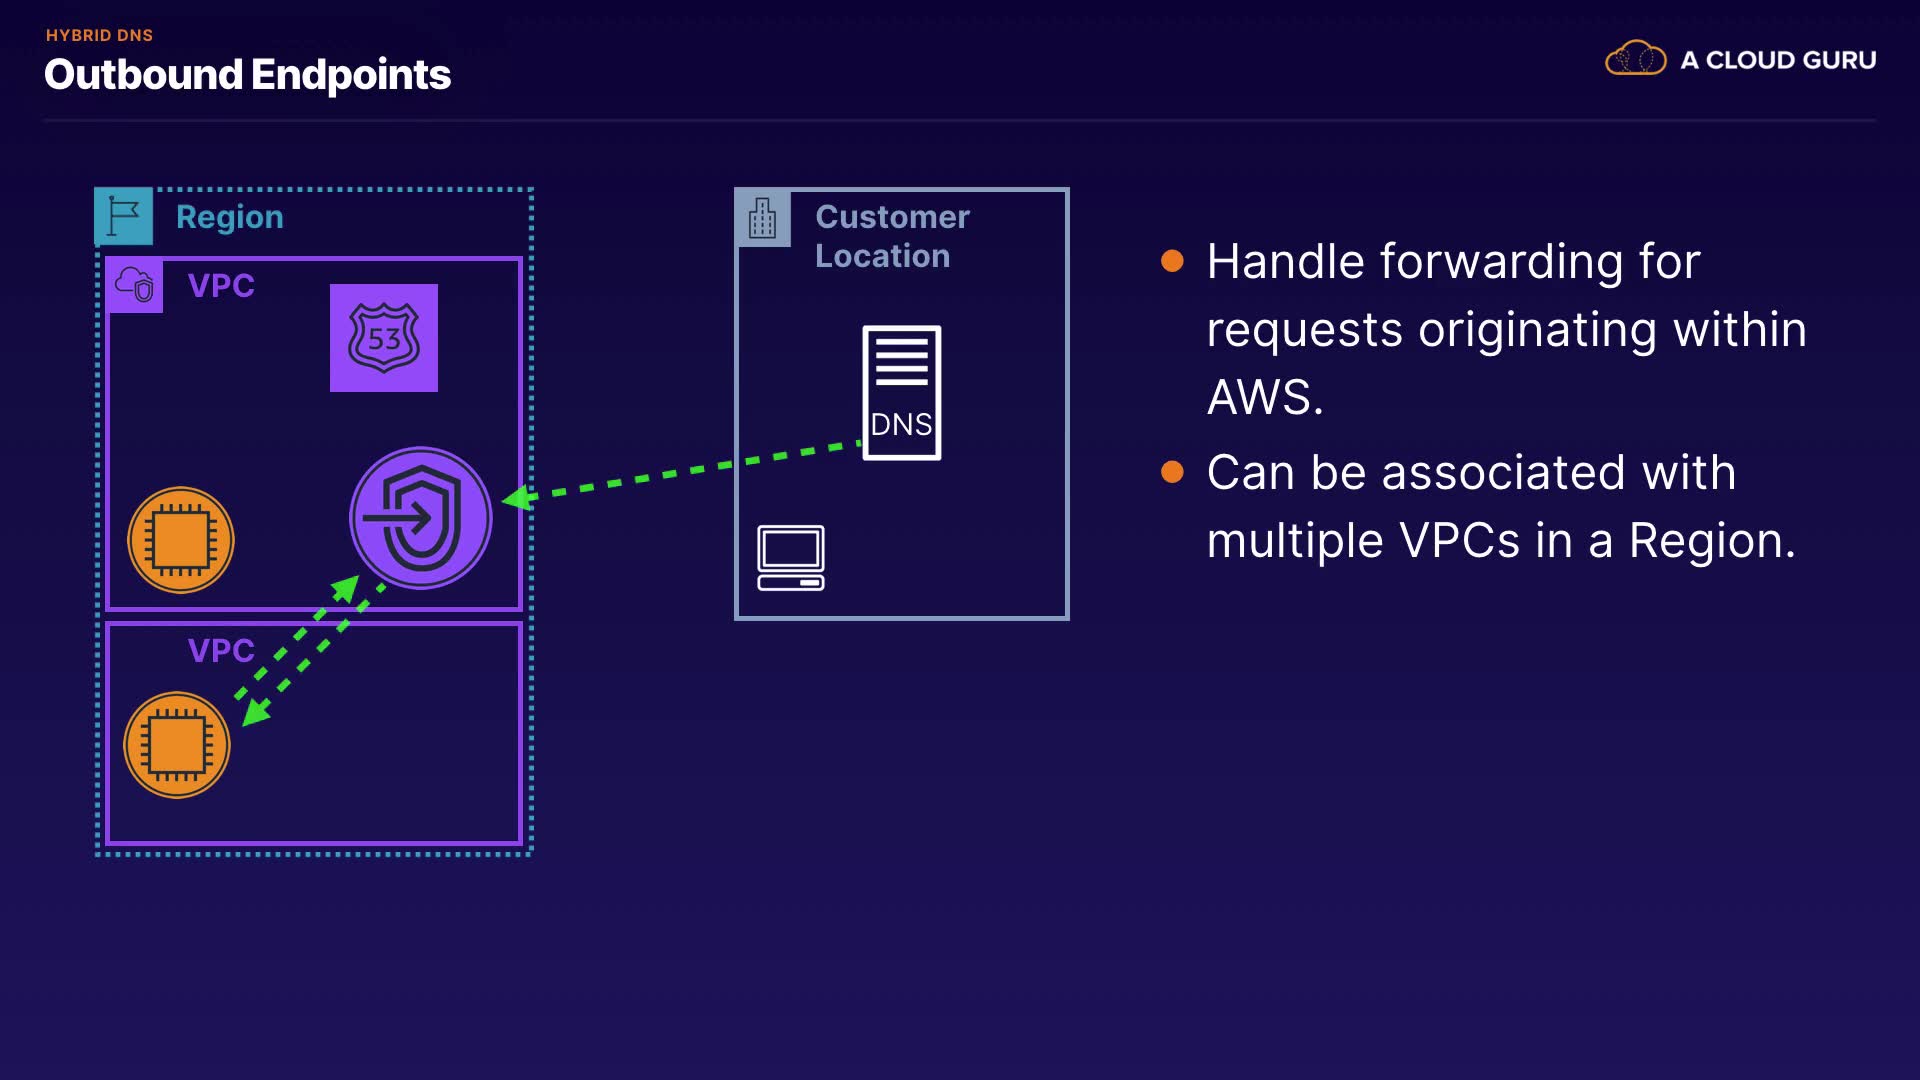 HYBRID DNS
Outbound Endpoints
A CLOUD GURU
Region
VPC
53
VPC
Customer
Location
DNS
Handle forwarding for
requests originating within
AWS.
Can be associated with
multiple VPCs in a Region.